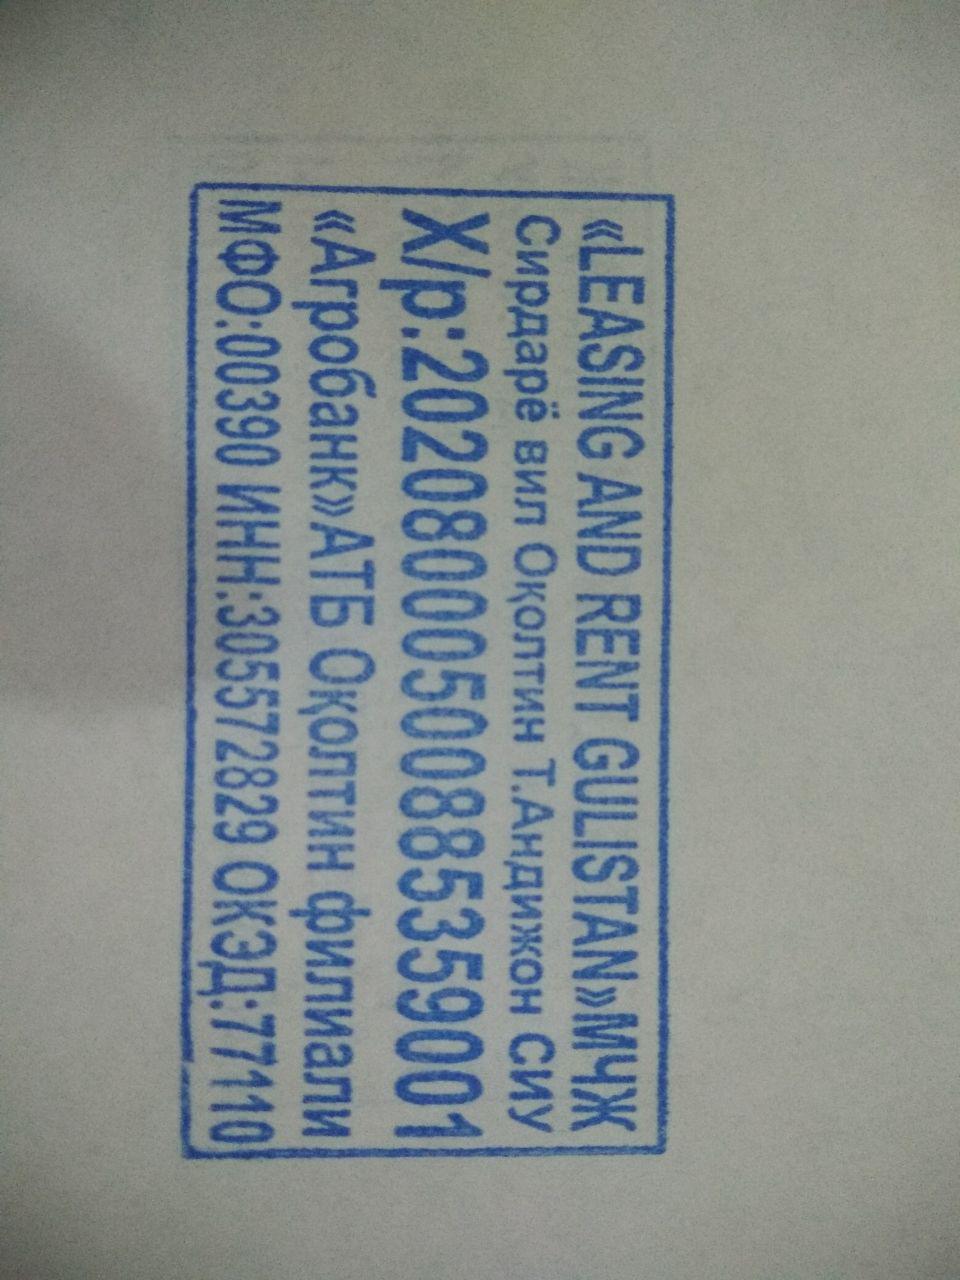 «LEASING AND RENT GULISTAN»МЧЖ
Сирдарё вил Оқолтин Т.Андижон СИУ
Х/р:20208000500885359001
«Агробанк»АТБ Оқолтин филиали
МФО:00390 ИНН:305572829 ОКЭД:77110